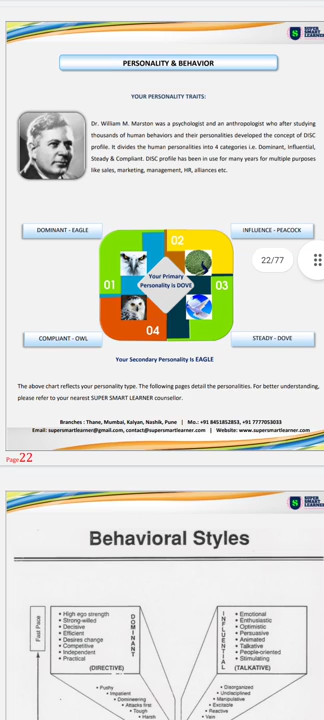 SUPER
SMART
LEARNER
PERSONALITY & BEHAVIOR
YOUR PERSONALITY TRAITS:
Dr. William M. Marston was a psychologist and an anthropologist who after studying
thousands of human behaviors and their personalities developed the concept of DISC
profile. It divides the human personalities into 4 categories i.e. Dominant, Influential,
Steady & Compliant. DISC profile has been in use for many years for multiple purposes
like sales, marketing, management, HR, alliances etc.
DOMINANT - EAGLE
INFLUENCE - PEACOCK
02
22/77
Your Primary
Personality is DOVE
01
03
04
COMPLIANT - OWL
STEADY - DOVE
Your Secondary Personality Is EAGLE
The above chart reflects your personality type. The following pages detail the personalities. For better understanding,
please refer to your nearest SUPER SMART LEARNER counsellor.
Branches : Thane, Mumbai, Kalyan, Nashik, Pune | Mo.: +91 8451852853, +91 7777053033
Email: supersmartlearner@gmail.com, contact@supersmartlearner.com | Website: www.supersmartlearner.com
Page22
SUPER
SMART
LEARNER
Behavioral Styles
Fast Pace
• High ego strength
• Strong-willed
• Decisive
• Efficient
• Desires change
• Competitive
• Independent
• Practical
(DIRECTIVE)
DOMINANT
INFLUENTIAL
• Emotional
• Enthusiastic
• Optimistic
• Persuasive
• Animated
• Talkative
• People-oriented
• Stimulating
(TALKATIVE)
• Pushy
• Impatient
• Domineering
• Attacks first
• Tough
• Harsh
• Disorganized
• Undisciplined
• Manipulative
• Excitable
• Reactive
• Vain